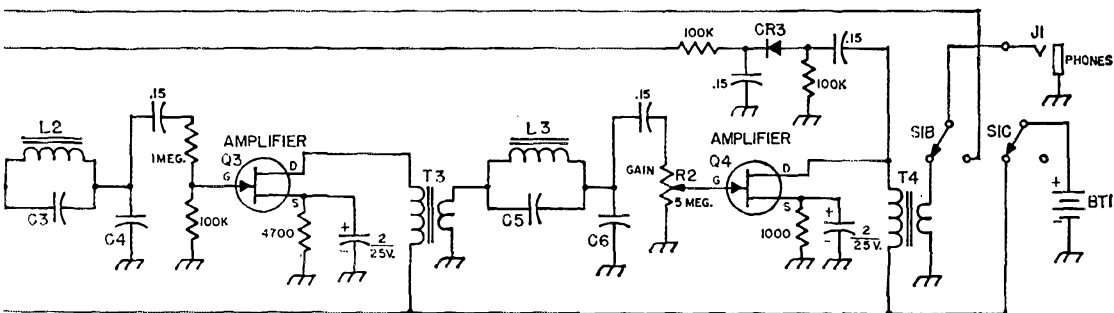 100K
CR3
.15
J1
PHONES
.15
100K
.15
.15
L2
1MEG.
AMPLIFIER
Q3
D
G
S
L3
AMPLIFIER
Q4
D
G
S
GAIN
R2
5 MEG.
S1B
S1C
T3
T4
C3
C4
100K
4700
+
-
2
25V.
C5
C6
1000
+
-
2
25V.
+
-
BT1